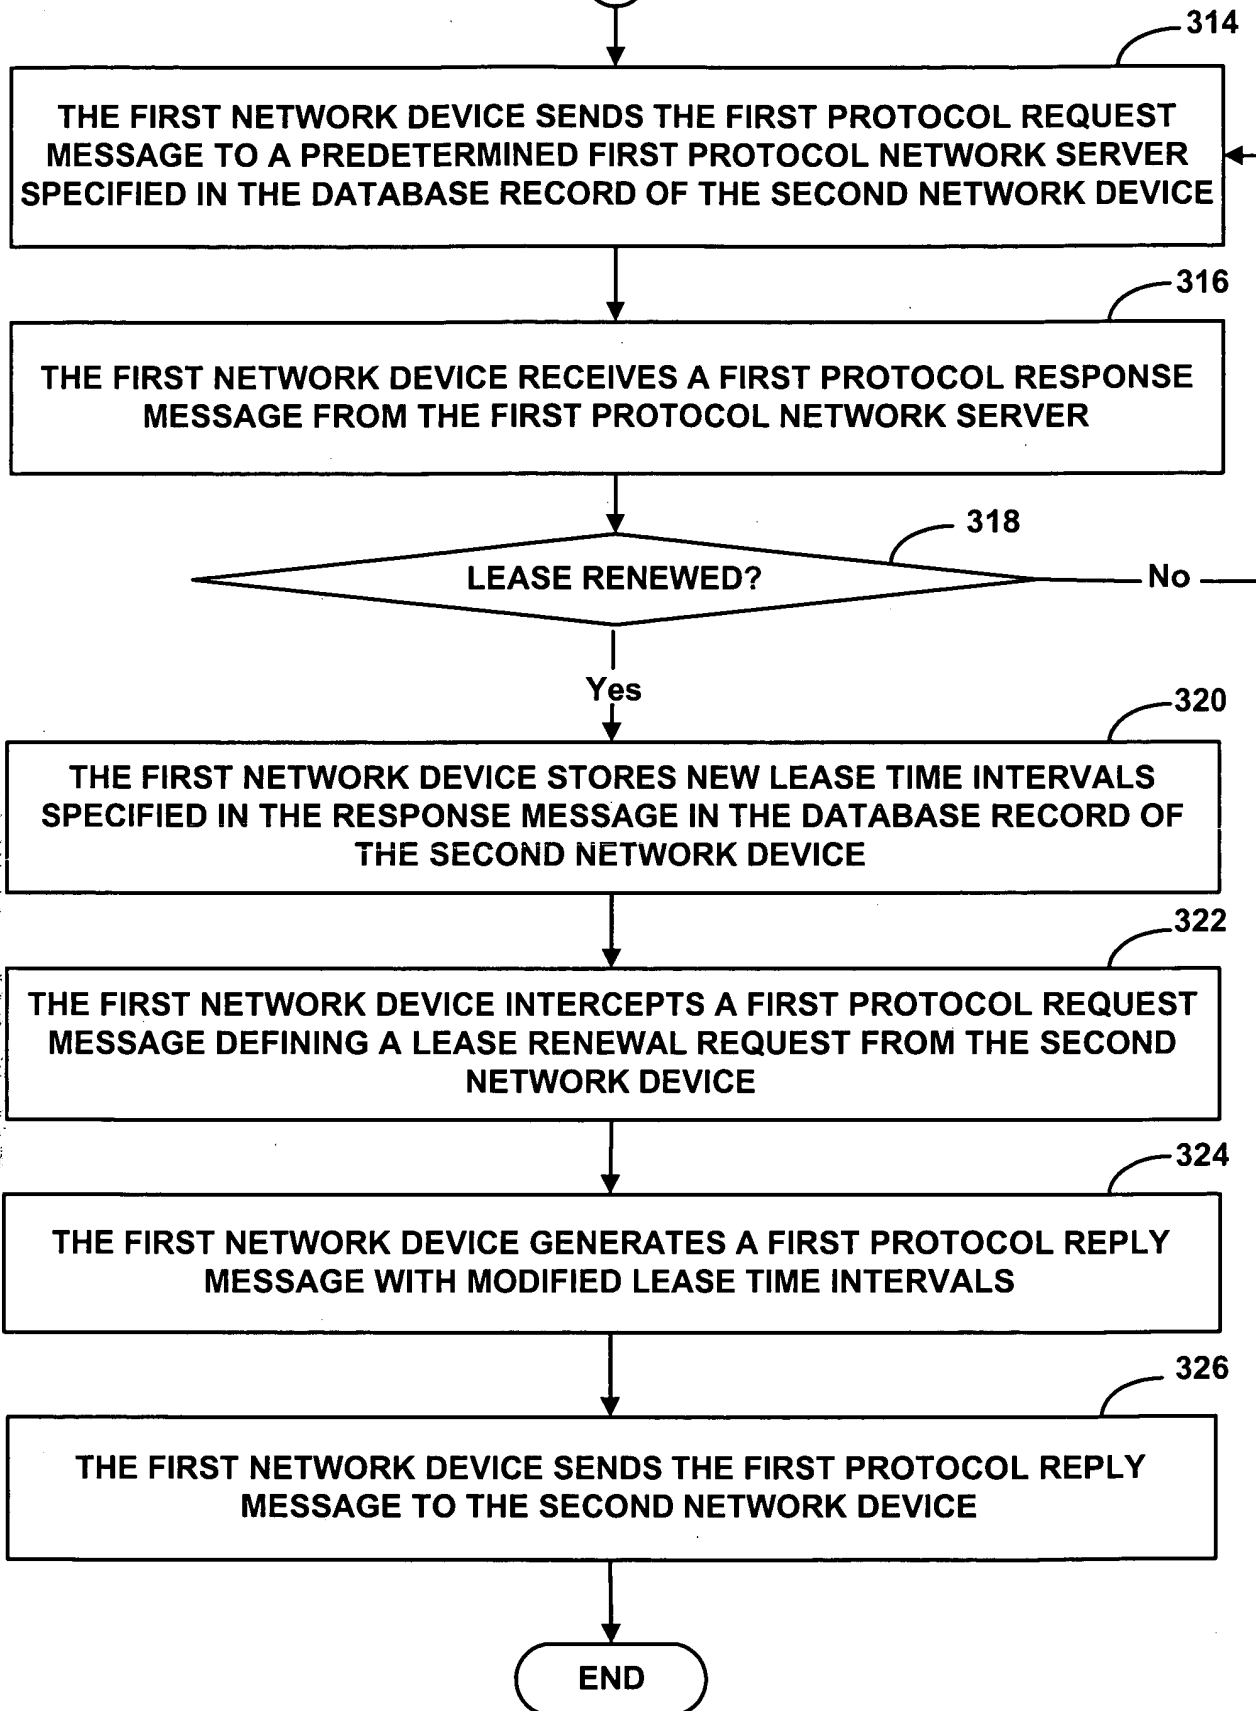 314
THE FIRST NETWORK DEVICE SENDS THE FIRST PROTOCOL REQUEST
MESSAGE TO A PREDETERMINED FIRST PROTOCOL NETWORK SERVER
SPECIFIED IN THE DATABASE RECORD OF THE SECOND NETWORK DEVICE
316
THE FIRST NETWORK DEVICE RECEIVES A FIRST PROTOCOL RESPONSE
MESSAGE FROM THE FIRST PROTOCOL NETWORK SERVER
318
LEASE RENEWED?
No
Yes
320
THE FIRST NETWORK DEVICE STORES NEW LEASE TIME INTERVALS
SPECIFIED IN THE RESPONSE MESSAGE IN THE DATABASE RECORD OF
THE SECOND NETWORK DEVICE
322
THE FIRST NETWORK DEVICE INTERCEPTS A FIRST PROTOCOL REQUEST
MESSAGE DEFINING A LEASE RENEWAL REQUEST FROM THE SECOND
NETWORK DEVICE
324
THE FIRST NETWORK DEVICE GENERATES A FIRST PROTOCOL REPLY
MESSAGE WITH MODIFIED LEASE TIME INTERVALS
326
THE FIRST NETWORK DEVICE SENDS THE FIRST PROTOCOL REPLY
MESSAGE TO THE SECOND NETWORK DEVICE
END